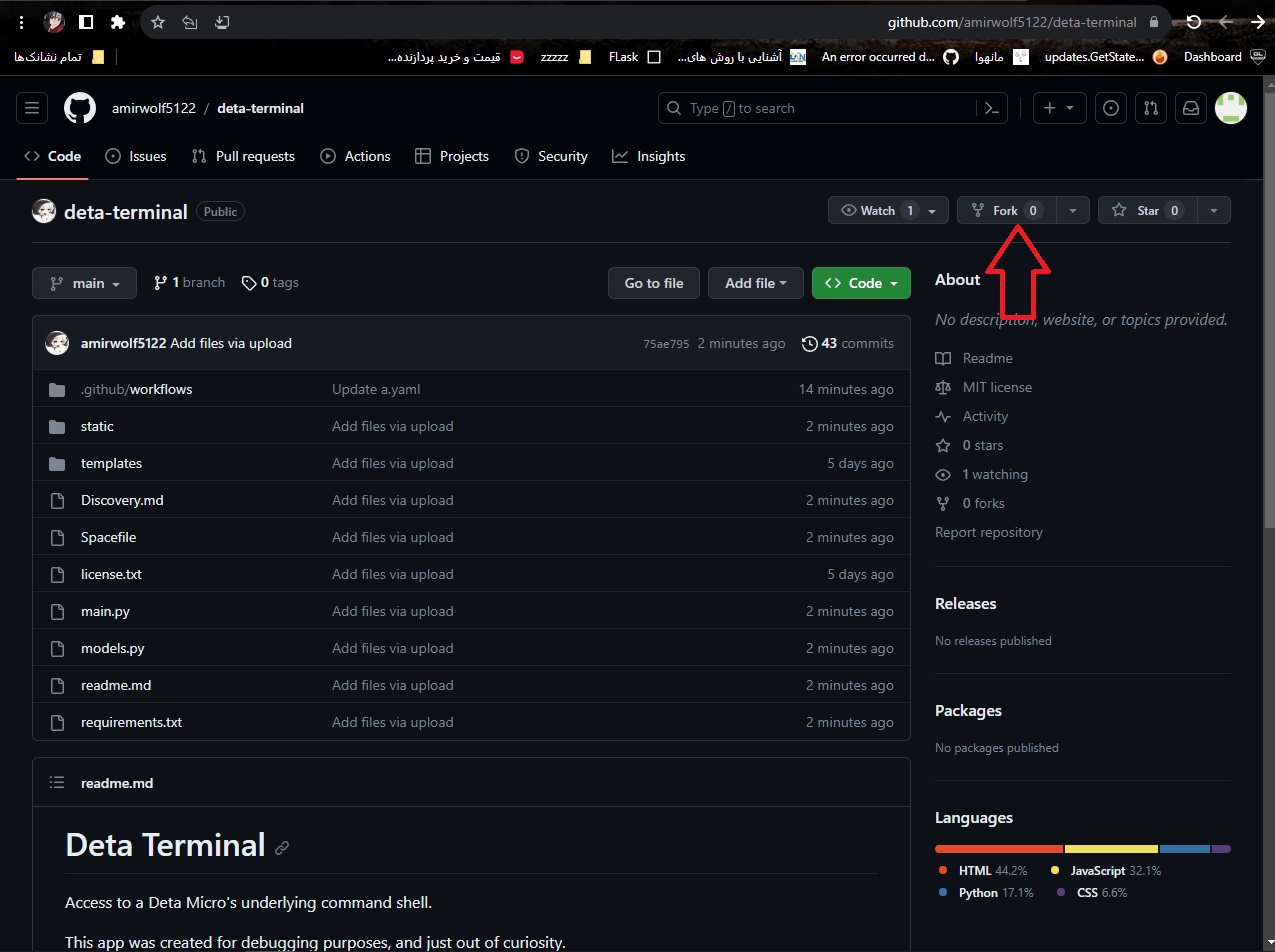 github.com/amirwolf5122/deta-terminal
تمام نشانک‌ها
قیمت و خرید پردازنده...
zzzzz
FLask
آشنایی با روش های...
An error occurred d...
مانهوا
updates.GetState...
Dashboard
amirwolf5122 / deta-terminal
Type / to search
Code
Issues
Pull requests
Actions
Projects
Security
Insights
deta-terminal Public
Watch 1
Fork 0
Star 0
main
1 branch
0 tags
Go to file
Add file
Code
amirwolf5122 Add files via upload 75ae795 2 minutes ago 43 commits
.github/workflows Update a.yaml 14 minutes ago
static Add files via upload 2 minutes ago
templates Add files via upload 5 days ago
Discovery.md Add files via upload 2 minutes ago
Spacefile Add files via upload 2 minutes ago
license.txt Add files via upload 5 days ago
main.py Add files via upload 2 minutes ago
models.py Add files via upload 2 minutes ago
readme.md Add files via upload 2 minutes ago
requirements.txt Add files via upload 2 minutes ago
readme.md
Deta Terminal
Access to a Deta Micro's underlying command shell.
This app was created for debugging purposes, and just out of curiosity.
About
No description, website, or topics provided.
Readme
MIT license
Activity
0 stars
1 watching
0 forks
Report repository
Releases
No releases published
Packages
No packages published
Languages
HTML 44.2% JavaScript 32.1%
Python 17.1% CSS 6.6%